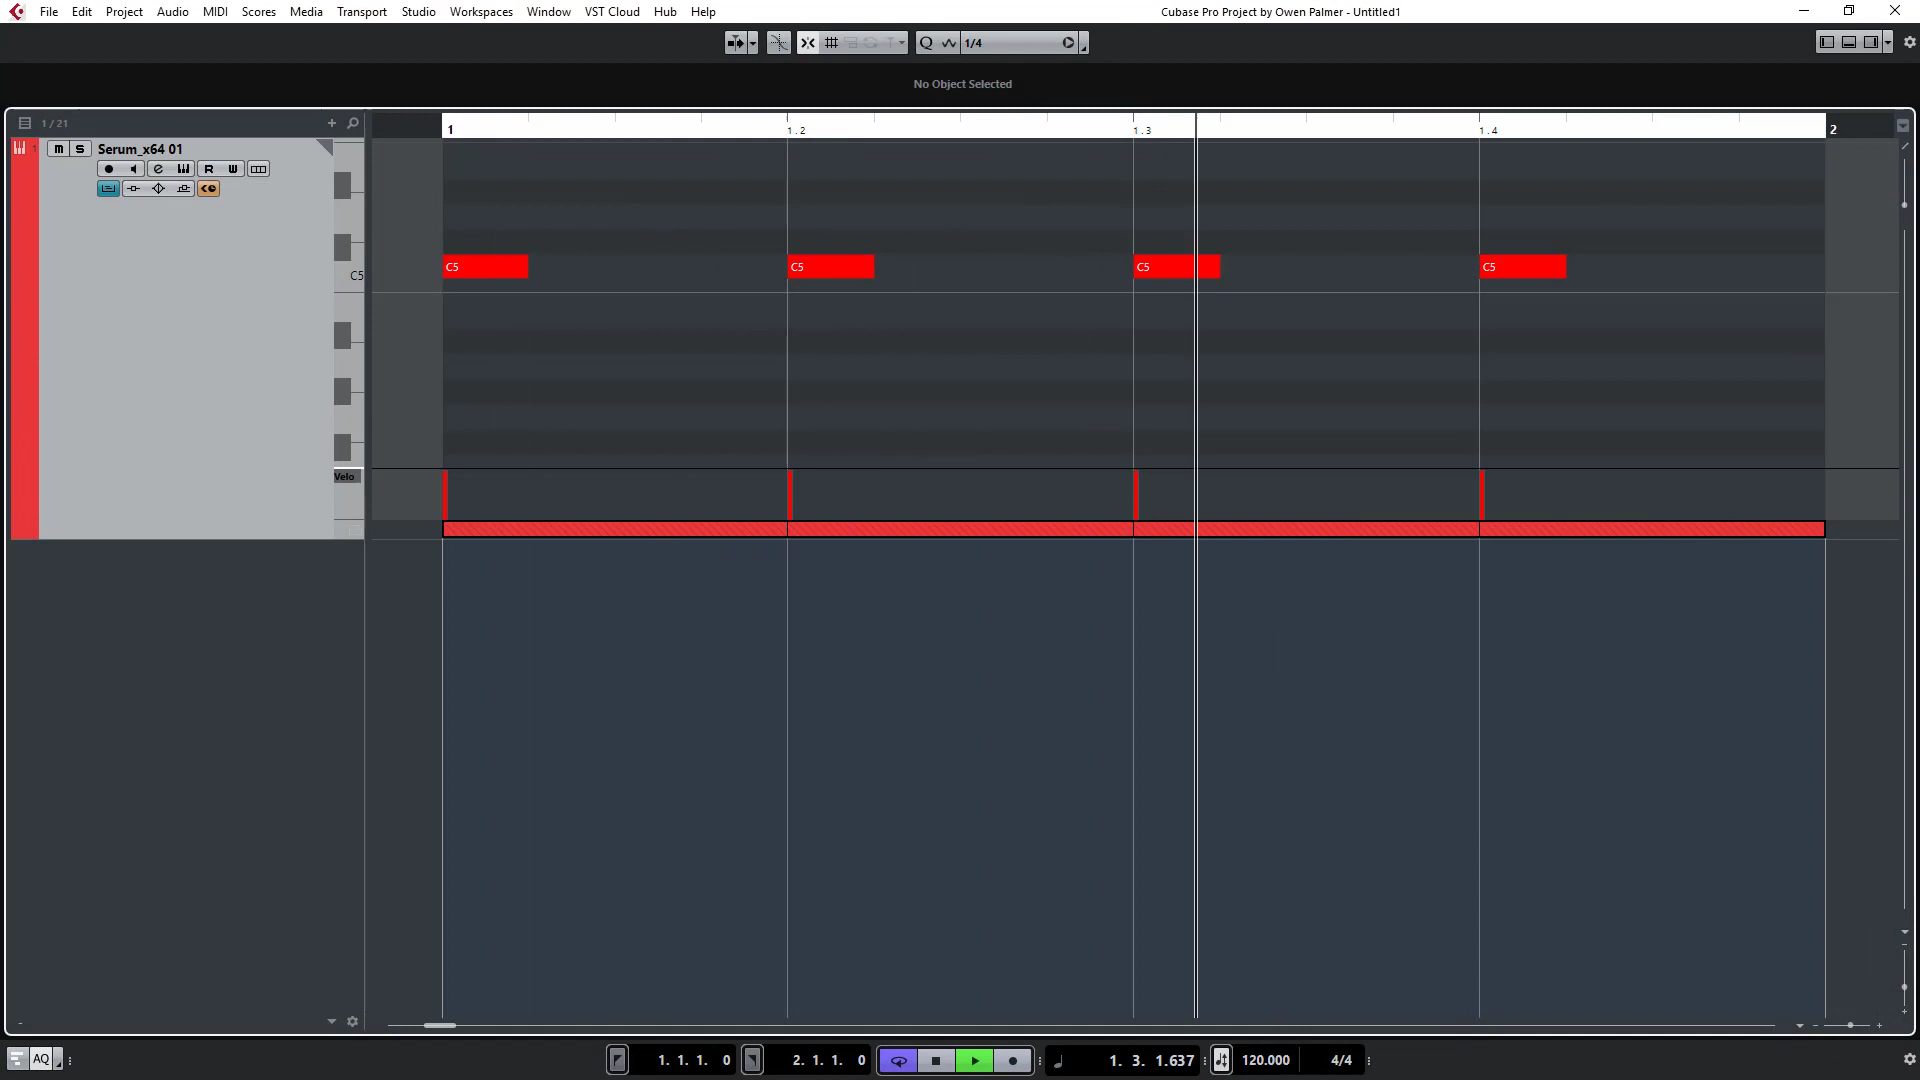 File Edit Project Audio MIDI Scores Media Transport Studio Workspaces Window VST Cloud Hub Help
Cubase Pro Project by Owen Palmer - Untitled1
Q 1/4
No Object Selected
1 / 21
1 1.2 1.3 1.4 2
1 m S Serum_x64 01
e R W
C5 C5 C5 C5
C5
Velo
AQ
1. 1. 1. 0
2. 1. 1. 0
1. 3. 1.637
120.000
4/4